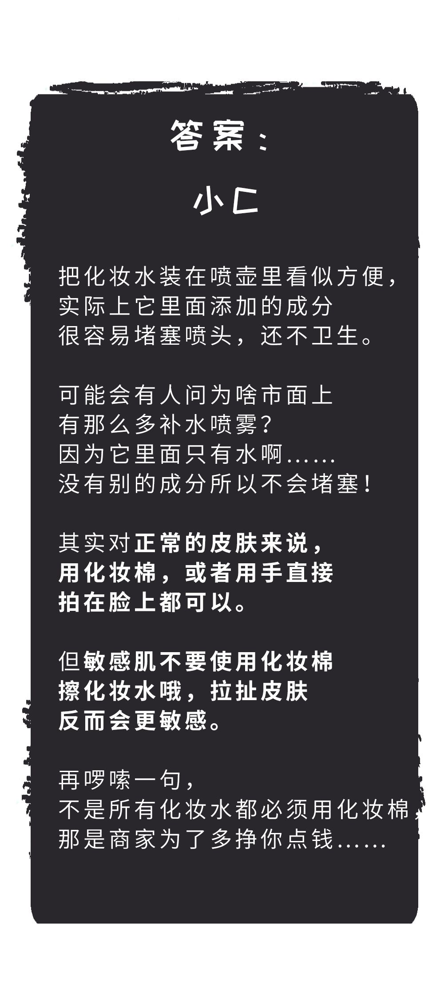 答案：
小C
把化妆水装在喷壶里看似方便，
实际上它里面添加的成分
很容易堵塞喷头，还不卫生。
可能会有人问为啥市面上
有那么多补水喷雾？
因为它里面只有水啊……
没有别的成分所以不会堵塞！
其实对正常的皮肤来说，
用化妆棉，或者用手直接
拍在脸上都可以。
但敏感肌不要使用化妆棉
擦化妆水哦，拉扯皮肤
反而会更敏感。
再啰嗦一句，
不是所有化妆水都必须用化妆棉，
那是商家为了多挣你点钱……